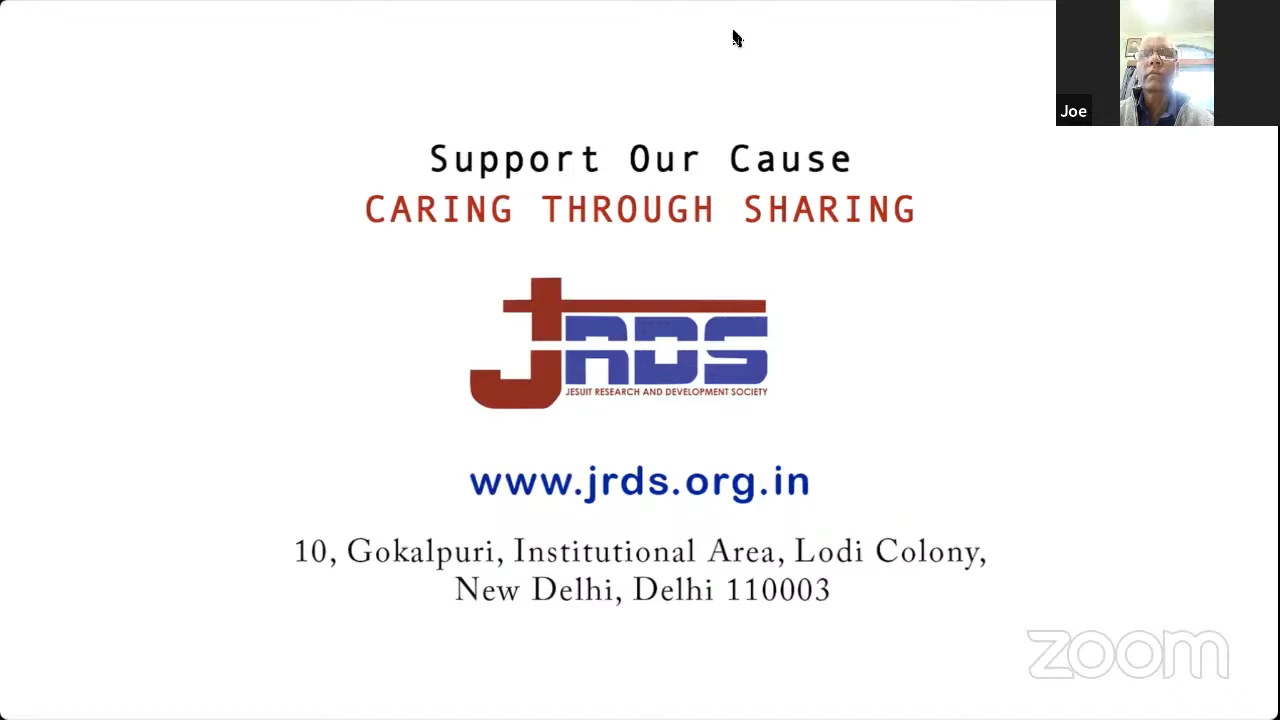 Joe
Support Our Cause
CARING THROUGH SHARING
JRDS
JESUIT RESEARCH AND DEVELOPMENT SOCIETY
www.jrds.org.in
10, Gokalpuri, Institutional Area, Lodi Colony,
New Delhi, Delhi 110003
zoom